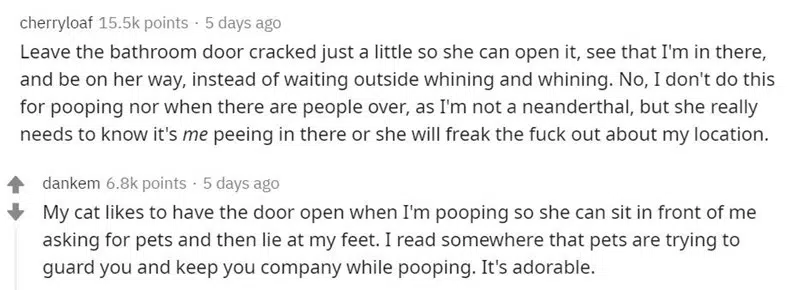 cherryloaf 15.5k points · 5 days ago
Leave the bathroom door cracked just a little so she can open it, see that I'm in there,
and be on her way, instead of waiting outside whining and whining. No, I don't do this
for pooping nor when there are people over, as I'm not a neanderthal, but she really
needs to know it's me peeing in there or she will freak the fuck out about my location.
dankem 6.8k points · 5 days ago
My cat likes to have the door open when I'm pooping so she can sit in front of me
asking for pets and then lie at my feet. I read somewhere that pets are trying to
guard you and keep you company while pooping. It's adorable.